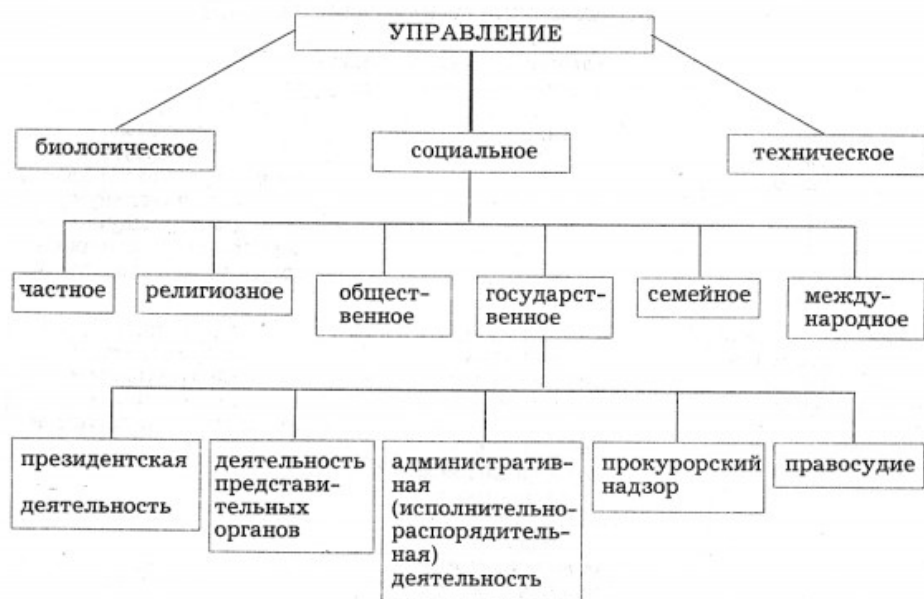 УПРАВЛЕНИЕ
биологическое
социальное
техническое
частное
религиозное
общест-
венное
государст-
венное
семейное
между-
народное
президентская
деятельность
деятельность
представи-
тельных
органов
административ-
ная
(исполнительно-
распорядитель-
ная)
деятельность
прокурорский
надзор
правосудие